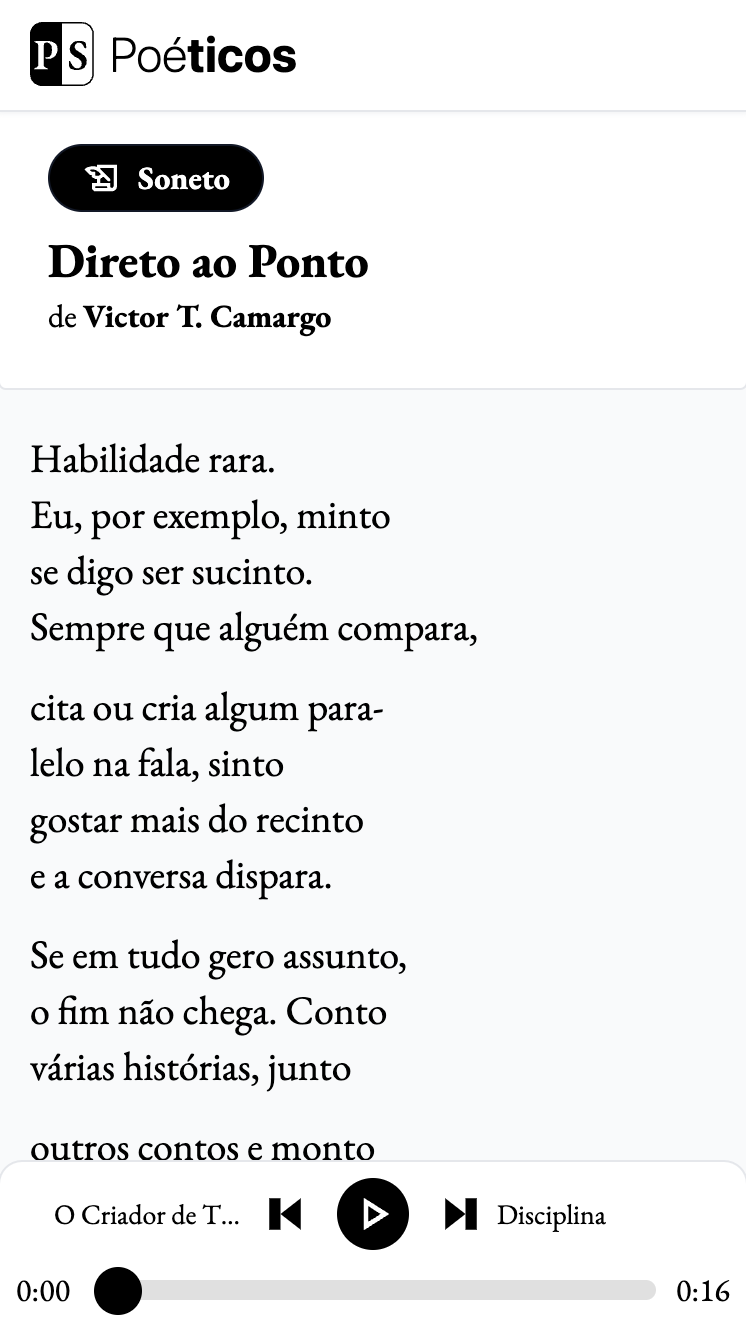 PS Poéticos
Soneto
Direto ao Ponto
de Victor T. Camargo
Habilidade rara.
Eu, por exemplo, minto
se digo ser sucinto.
Sempre que alguém compara,
cita ou cria algum para-
lelo na fala, sinto
gostar mais do recinto
e a conversa dispara.
Se em tudo gero assunto,
o fim não chega. Conto
várias histórias, junto
outros contos e monto
O Criador de T... Disciplina
0:00 0:16